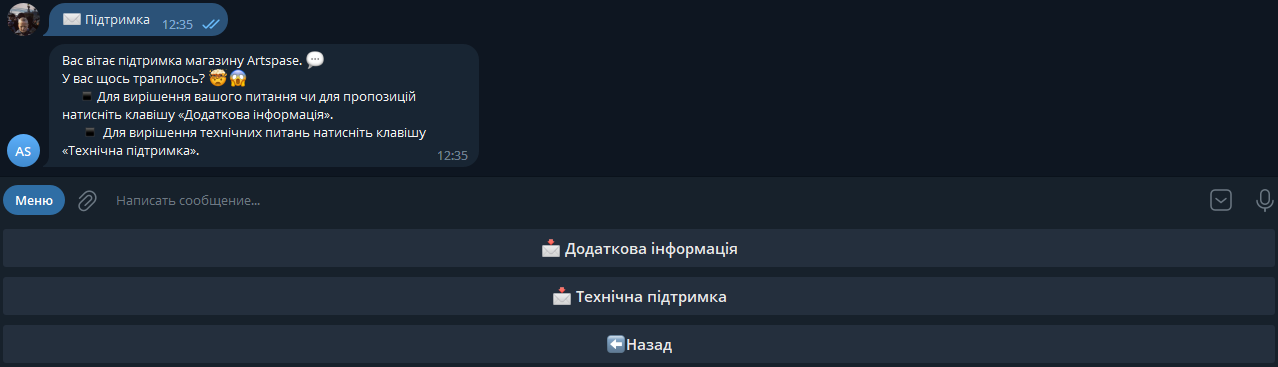 ✉️ Підтримка 12:35
Вас вітає підтримка магазину Artspase. 💬
У вас щось трапилось? 🤯😱
▪️ Для вирішення вашого питання чи для пропозицій
натисніть клавішу «Додаткова інформація».
▪️ Для вирішення технічних питань натисніть клавішу
«Технічна підтримка».
12:35
AS
Меню
Написать сообщение...
📩 Додаткова інформація
📩 Технічна підтримка
⬅️Назад